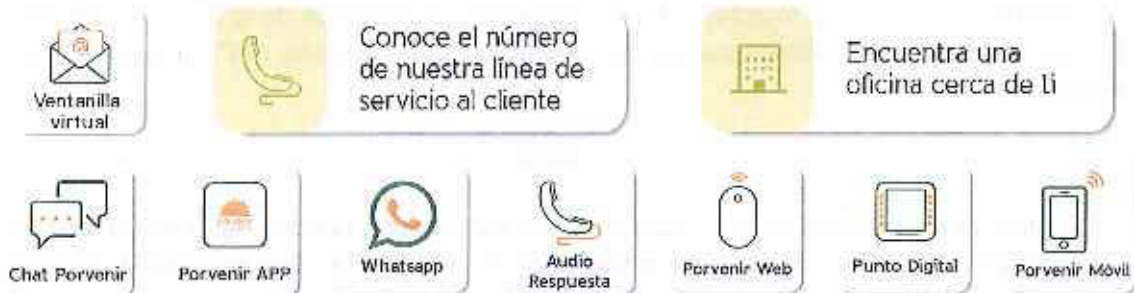 @
Ventanilla
virtual
Conoce el número
de nuestra línea de
servicio al cliente
Encuentra una
oficina cerca de ti
Chat Porvenir
Porvenir APP
Whatsapp
Audio
Respuesta
Porvenir Web
Punto Digital
Porvenir Móvil